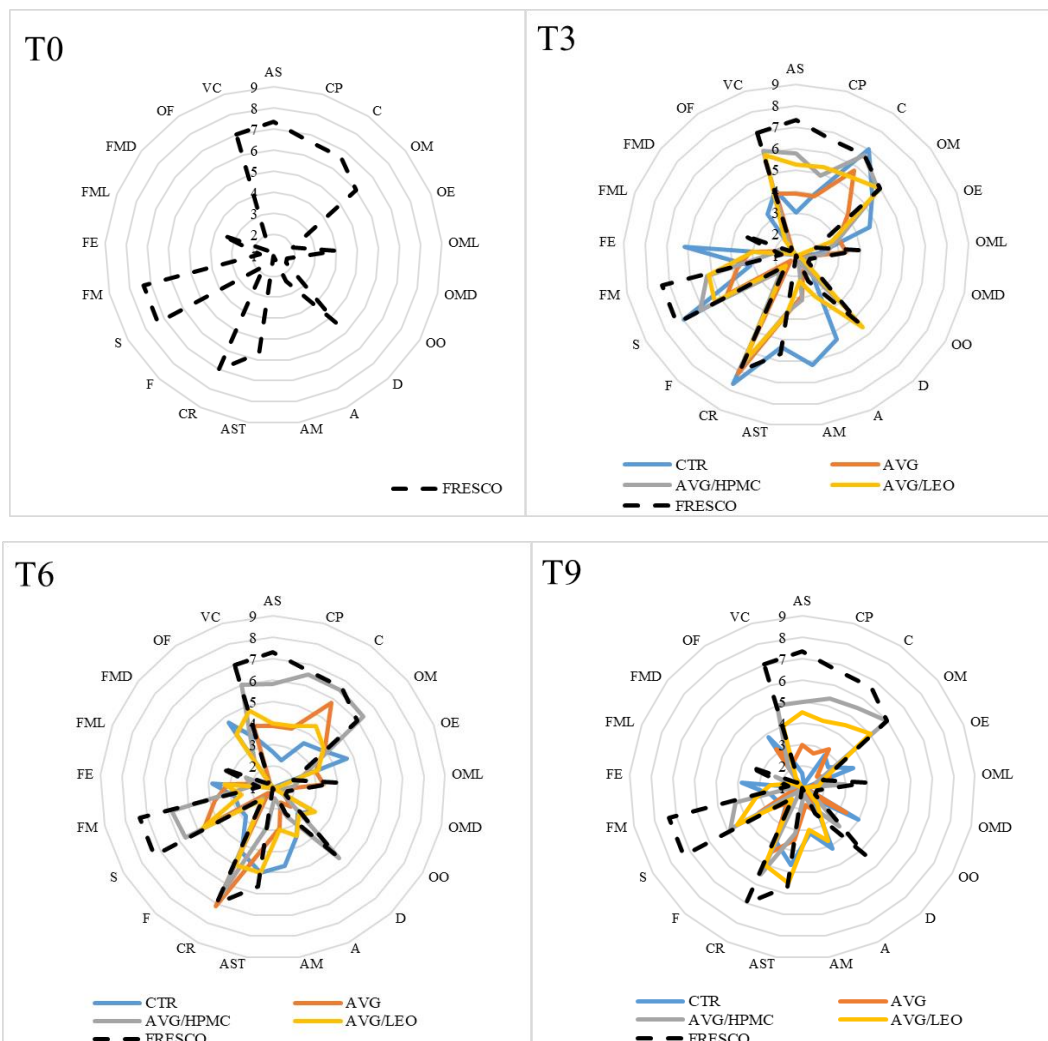 T0
AS
VC
CP
OF
C
FMD
OM
FML
OE
FE
OML
FM
OMD
S
OO
F
D
CR
A
AST
AM
9
8
7
6
5
4
3
2
1
FRESCO
T3
AS
VC
CP
OF
C
FMD
OM
FML
OE
FE
OML
FM
OMD
S
OO
F
D
CR
A
AST
AM
9
8
7
6
5
4
3
2
1
CTR
AVG
AVG/HPMC
AVG/LEO
FRESCO
T6
AS
VC
CP
OF
C
FMD
OM
FML
OE
FE
OML
FM
OMD
S
OO
F
D
CR
A
AST
AM
9
8
7
6
5
4
3
2
1
CTR
AVG
AVG/HPMC
AVG/LEO
FRESCO
T9
AS
VC
CP
OF
C
FMD
OM
FML
OE
FE
OML
FM
OMD
S
OO
F
D
CR
A
AST
AM
9
8
7
6
5
4
3
2
1
CTR
AVG
AVG/HPMC
AVG/LEO
FRESCO